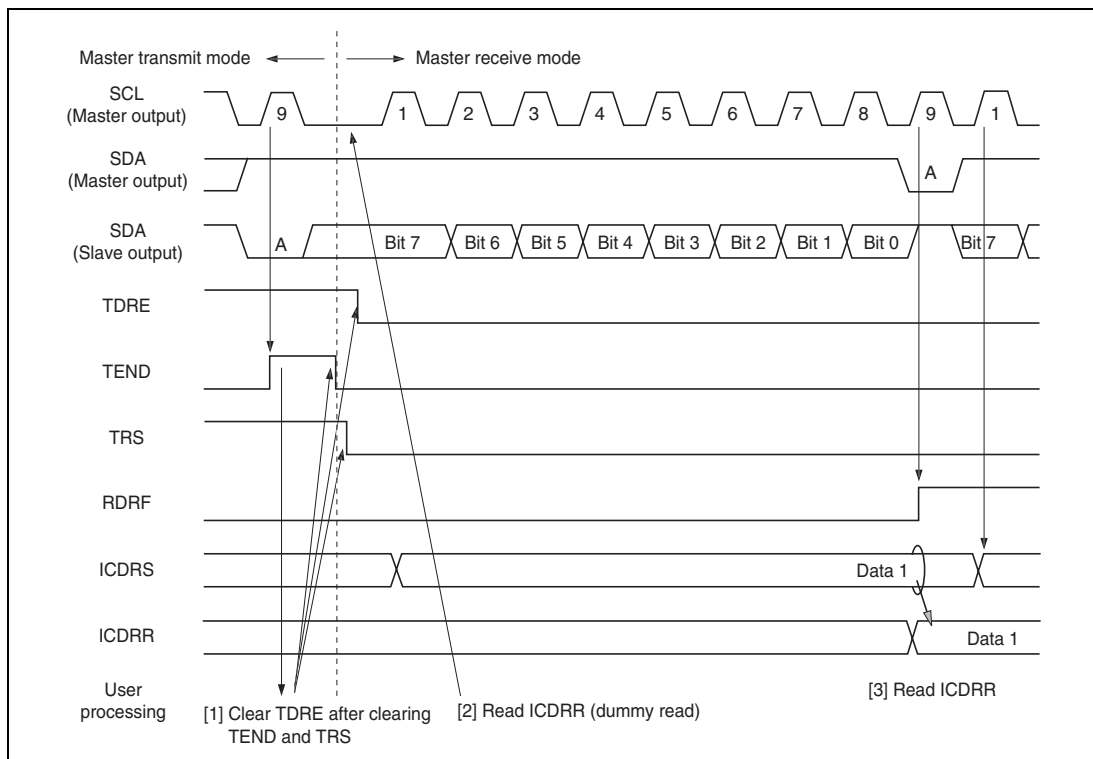 Master transmit mode
Master receive mode
SCL
(Master output)
9
1
2
3
4
5
6
7
8
9
1
SDA
(Master output)
A
SDA
(Slave output)
A
Bit 7
Bit 6
Bit 5
Bit 4
Bit 3
Bit 2
Bit 1
Bit 0
Bit 7
TDRE
TEND
TRS
RDRF
ICDRS
Data 1
ICDRR
Data 1
User
processing
[1] Clear TDRE after clearing
TEND and TRS
[2] Read ICDRR (dummy read)
[3] Read ICDRR